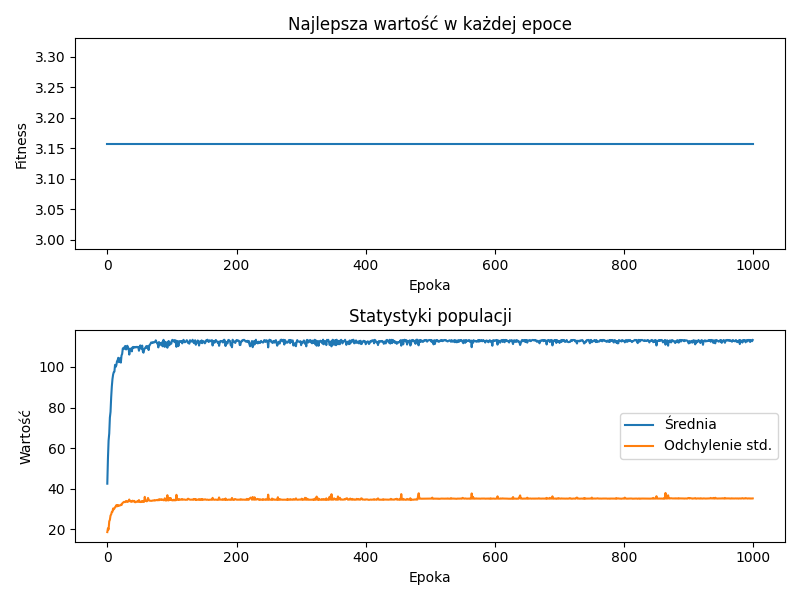 Najlepsza wartość w każdej epoce
3.30
3.25
3.20
3.15
3.10
3.05
3.00
Fitness
0 200 400 600 800 1000
Epoka
Statystyki populacji
100
80
60
40
20
Wartość
Średnia
Odchylenie std.
0 200 400 600 800 1000
Epoka